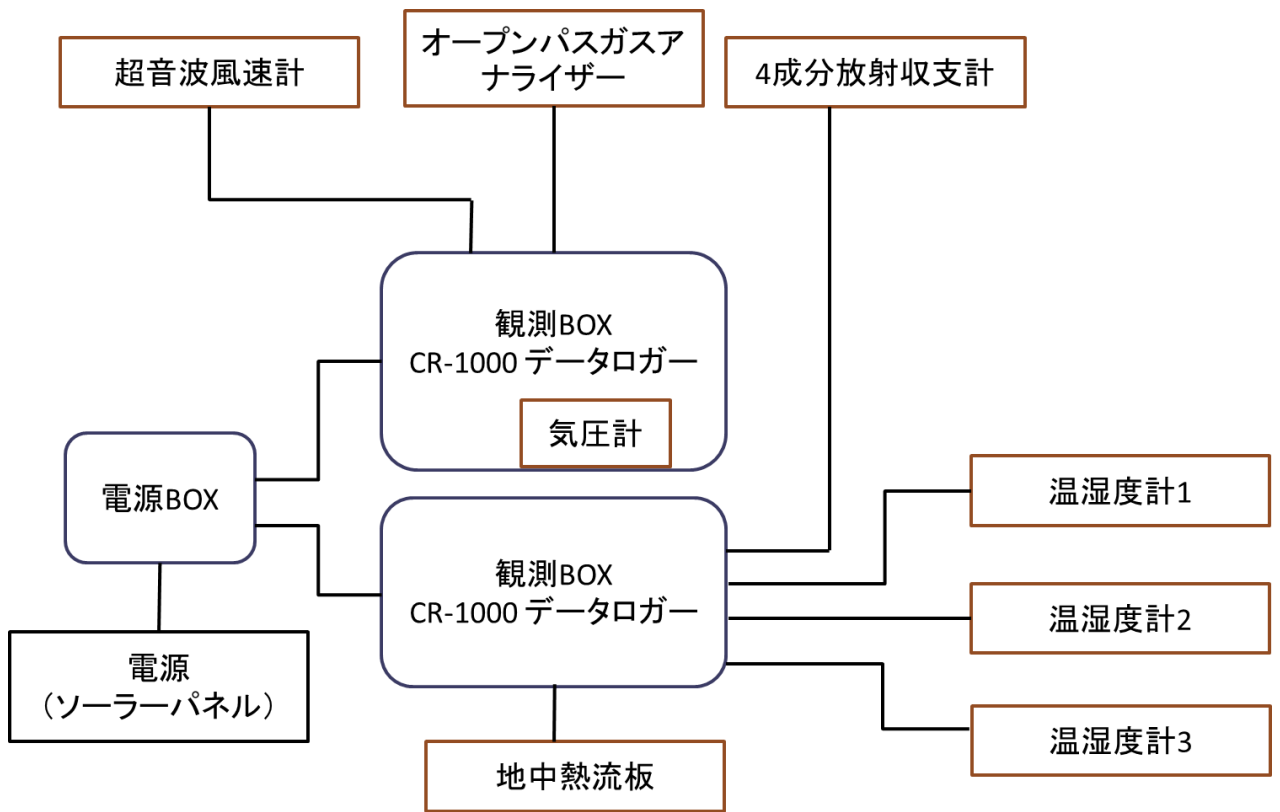 超音波風速計
オープンパスガスア
ナライザー
4成分放射収支計
観測BOX
CR-1000 データロガー
気圧計
電源BOX
観測BOX
CR-1000 データロガー
温湿度計1
温湿度計2
温湿度計3
電源
（ソーラーパネル）
地中熱流板